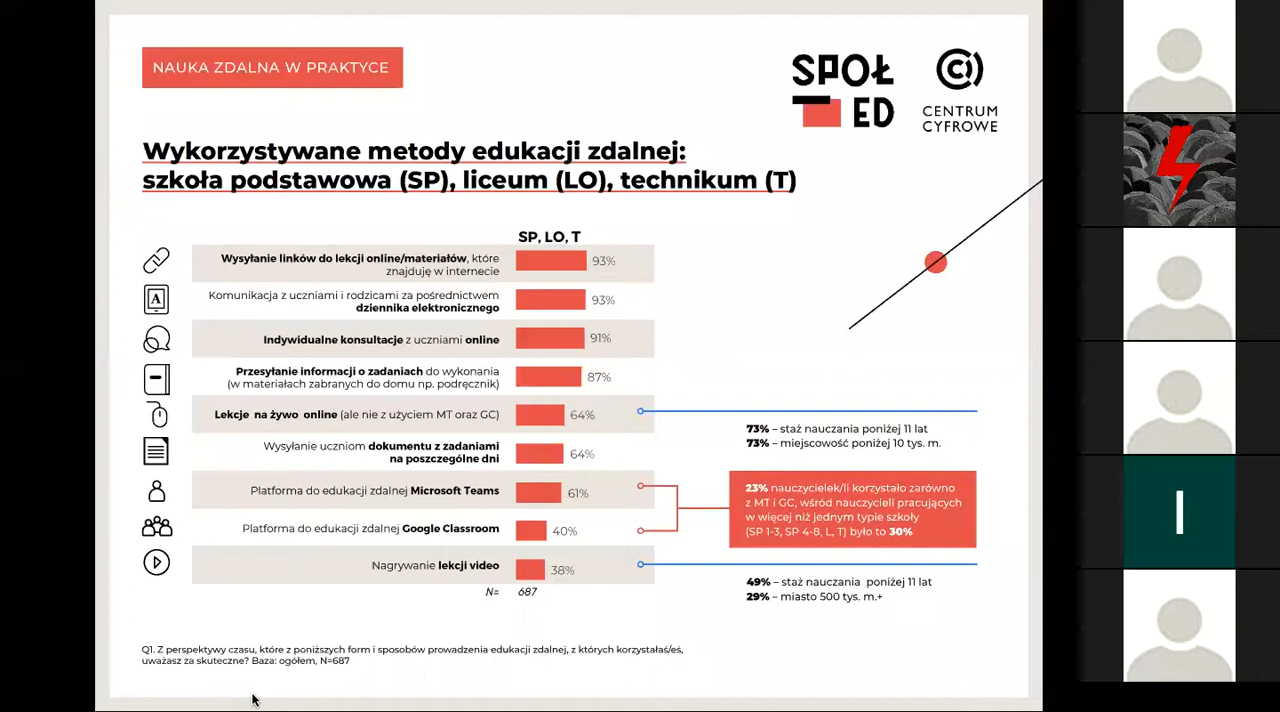 NAUKA ZDALNA W PRAKTYCE
SPOŁ
ED
CENTRUM
CYFROWE
Wykorzystywane metody edukacji zdalnej:
szkoła podstawowa (SP), liceum (LO), technikum (T)
SP, LO, T
Wysyłanie linków do lekcji online/materiałów, które
znajduję w internecie
93%
A
Komunikacja z uczniami i rodzicami za pośrednictwem
dziennika elektronicznego
93%
Indywidualne konsultacje z uczniami online
91%
Przesyłanie informacji o zadaniach do wykonania
(w materiałach zabranych do domu np. podręcznik)
87%
Lekcje na żywo online (ale nie z użyciem MT oraz GC)
64%
73% – staż nauczania poniżej 11 lat
73% – miejscowość poniżej 10 tys. m.
Wysyłanie uczniom dokumentu z zadaniami
na poszczególne dni
64%
Platforma do edukacji zdalnej Microsoft Teams
61%
23% nauczycielek/li korzystało zarówno
z MT i GC, wśród nauczycieli pracujących
w więcej niż jednym typie szkoły
(SP 1-3, SP 4-8, L, T) było to 30%
Platforma do edukacji zdalnej Google Classroom
40%
Nagrywanie lekcji video
38%
49% – staż nauczania poniżej 11 lat
29% – miasto 500 tys. m.+
N= 687
Q1. Z perspektywy czasu, które z poniższych form i sposobów prowadzenia edukacji zdalnej, z których korzystałaś/eś,
uważasz za skuteczne? Baza: ogółem, N=687
I